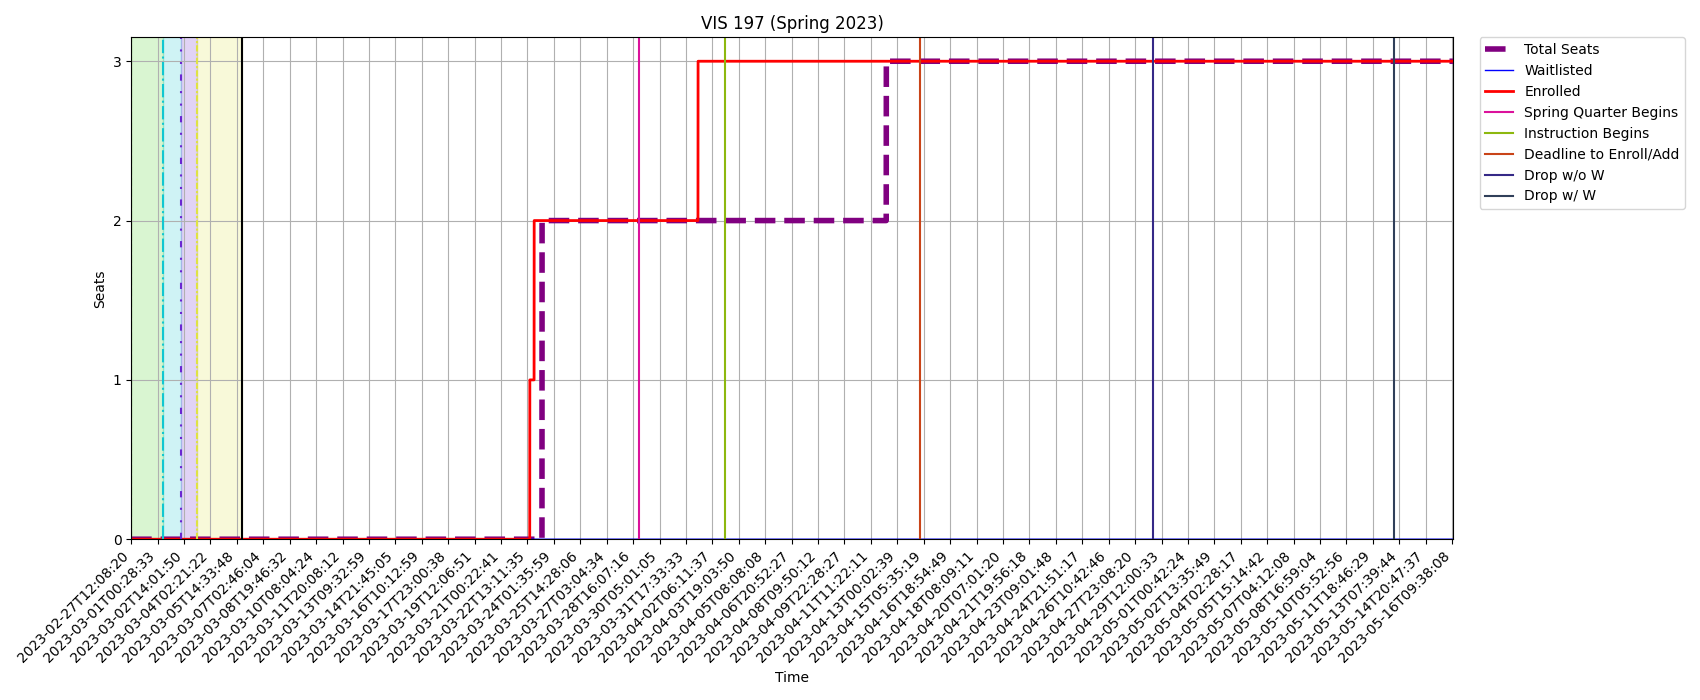 VIS 197 (Spring 2023)
Total Seats
Waitlisted
Enrolled
Spring Quarter Begins
Instruction Begins
Deadline to Enroll/Add
Drop w/o W
Drop w/ W
Seats
3
2
1
0
2023-02-27T12:08:20
2023-03-01T00:28:33
2023-03-02T14:01:50
2023-03-04T02:21:22
2023-03-05T14:33:48
2023-03-07T02:46:04
2023-03-08T19:46:32
2023-03-10T08:04:24
2023-03-11T20:08:12
2023-03-13T09:32:59
2023-03-14T21:45:05
2023-03-16T10:12:59
2023-03-17T23:00:38
2023-03-19T12:06:51
2023-03-21T00:22:41
2023-03-22T13:11:35
2023-03-24T01:35:59
2023-03-25T14:28:06
2023-03-27T03:04:34
2023-03-28T16:07:16
2023-03-30T05:01:05
2023-03-31T17:33:33
2023-04-02T06:11:37
2023-04-03T19:03:50
2023-04-05T08:08:08
2023-04-06T20:52:27
2023-04-08T09:50:12
2023-04-09T22:28:27
2023-04-11T11:22:11
2023-04-13T00:02:39
2023-04-15T05:35:19
2023-04-16T18:54:49
2023-04-18T08:09:11
2023-04-20T07:01:20
2023-04-21T19:56:18
2023-04-23T09:01:48
2023-04-24T21:51:17
2023-04-26T10:42:46
2023-04-27T23:08:20
2023-04-29T12:00:33
2023-05-01T00:42:24
2023-05-02T13:35:49
2023-05-04T02:28:17
2023-05-05T15:14:42
2023-05-07T04:12:08
2023-05-08T16:59:04
2023-05-10T05:52:56
2023-05-11T18:46:29
2023-05-13T07:39:44
2023-05-14T20:47:37
2023-05-16T09:38:08
Time